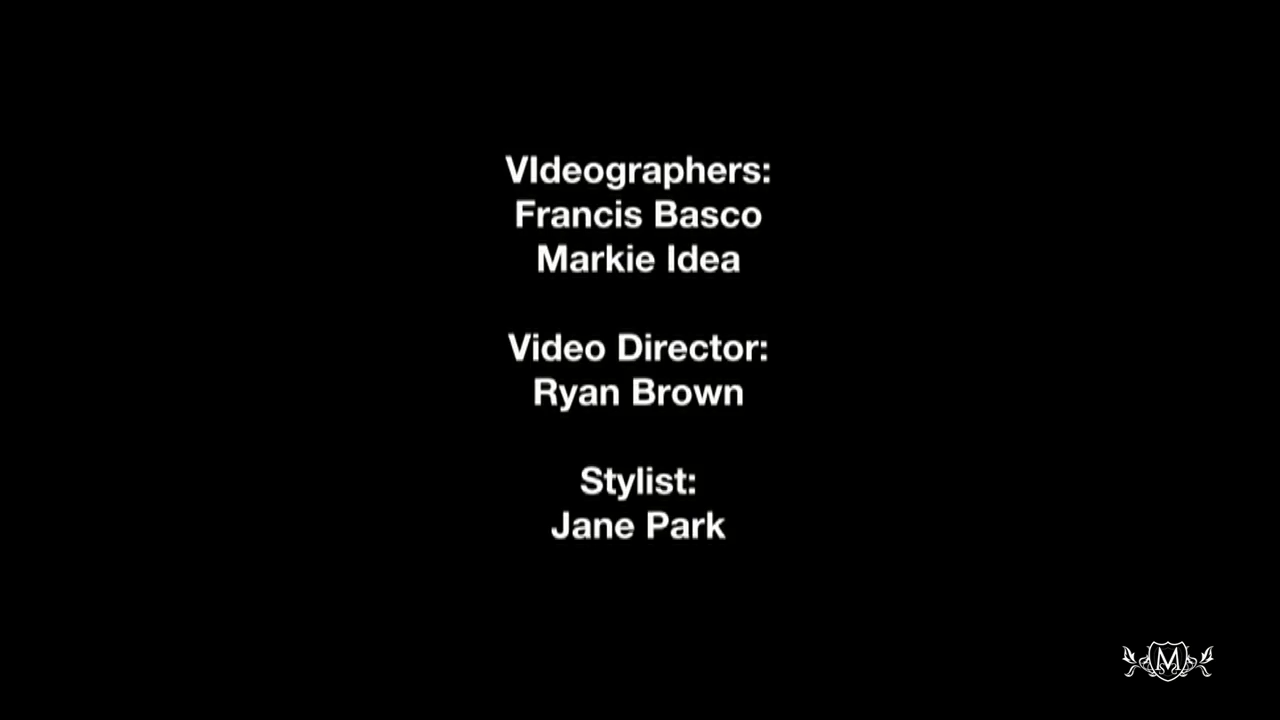 VIdeographers:
Francis Basco
Markie Idea
Video Director:
Ryan Brown
Stylist:
Jane Park
M